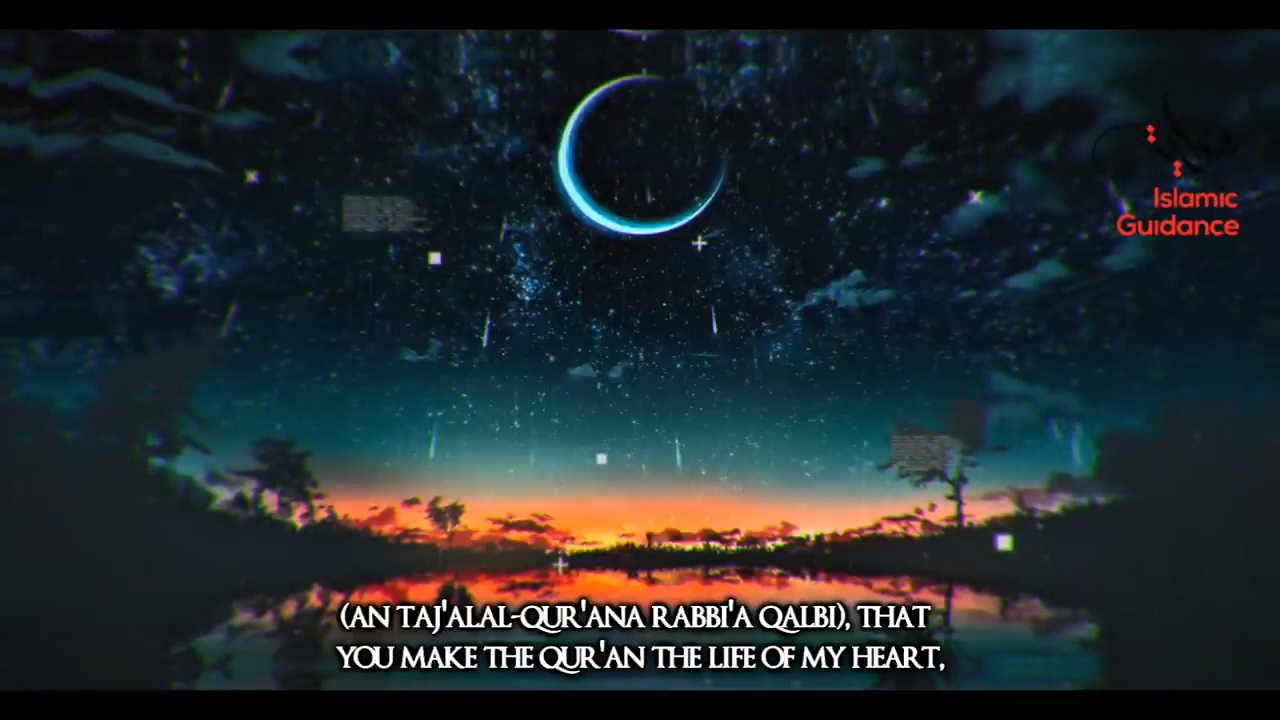 Islamic
Guidance
(AN TAJ'ALAL-QUR'ANA RABBI'A QALBI), THAT
YOU MAKE THE QUR'AN THE LIFE OF MY HEART,